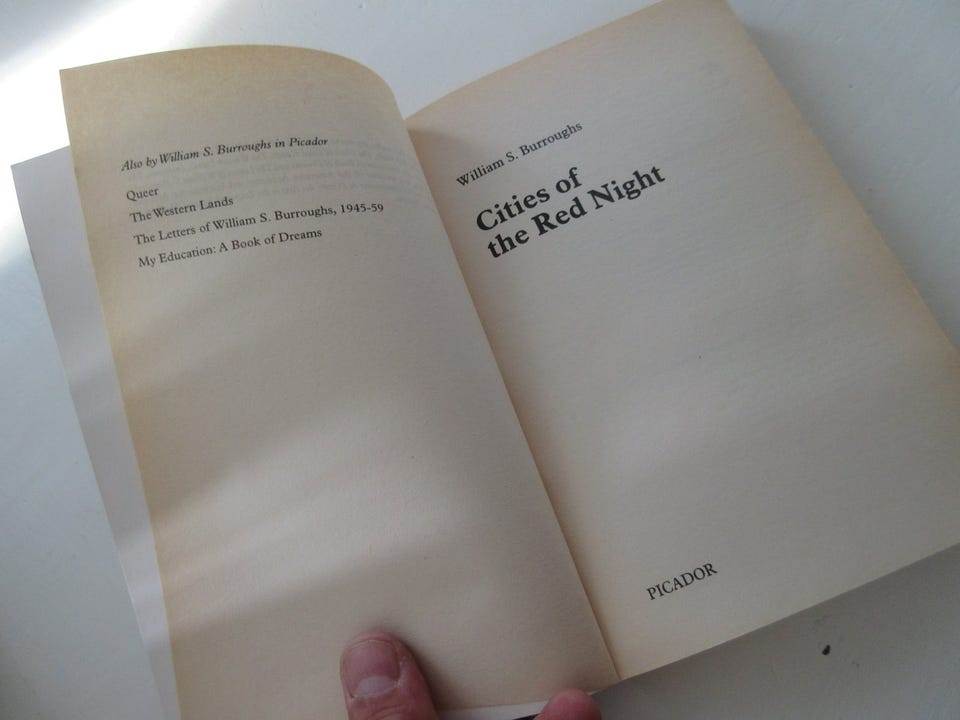 Also by William S. Burroughs in Picador
Queer
The Western Lands
The Letters of William S. Burroughs, 1945-59
My Education: A Book of Dreams
William S. Burroughs
Cities of
the Red Night
PICADOR